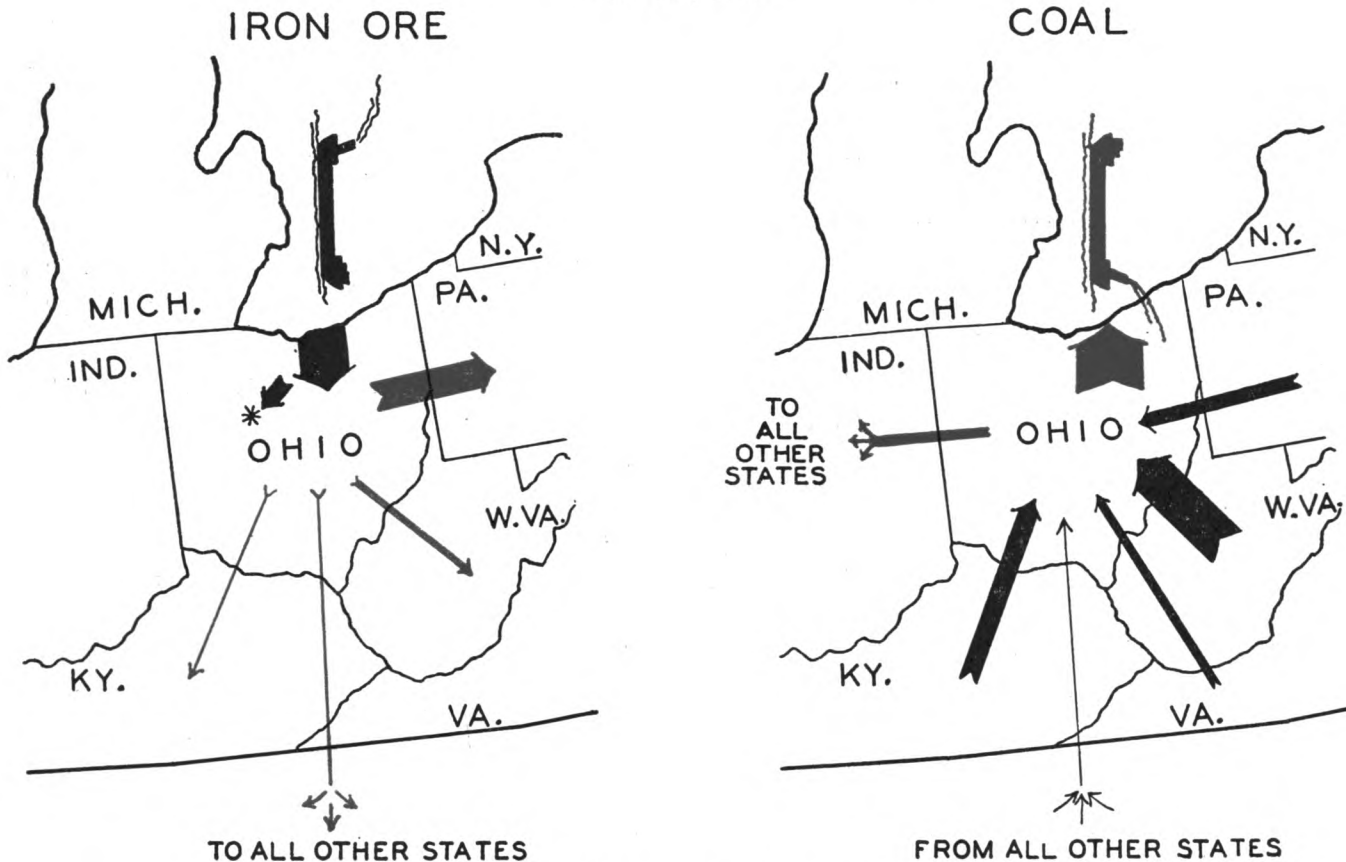 IRON ORE
MICH.
N.Y.
PA.
IND.
*
OHIO
W.VA.
KY.
VA.
TO ALL OTHER STATES
COAL
MICH.
N.Y.
PA.
IND.
TO
ALL
OTHER
STATES
OHIO
W.VA.
KY.
VA.
FROM ALL OTHER STATES